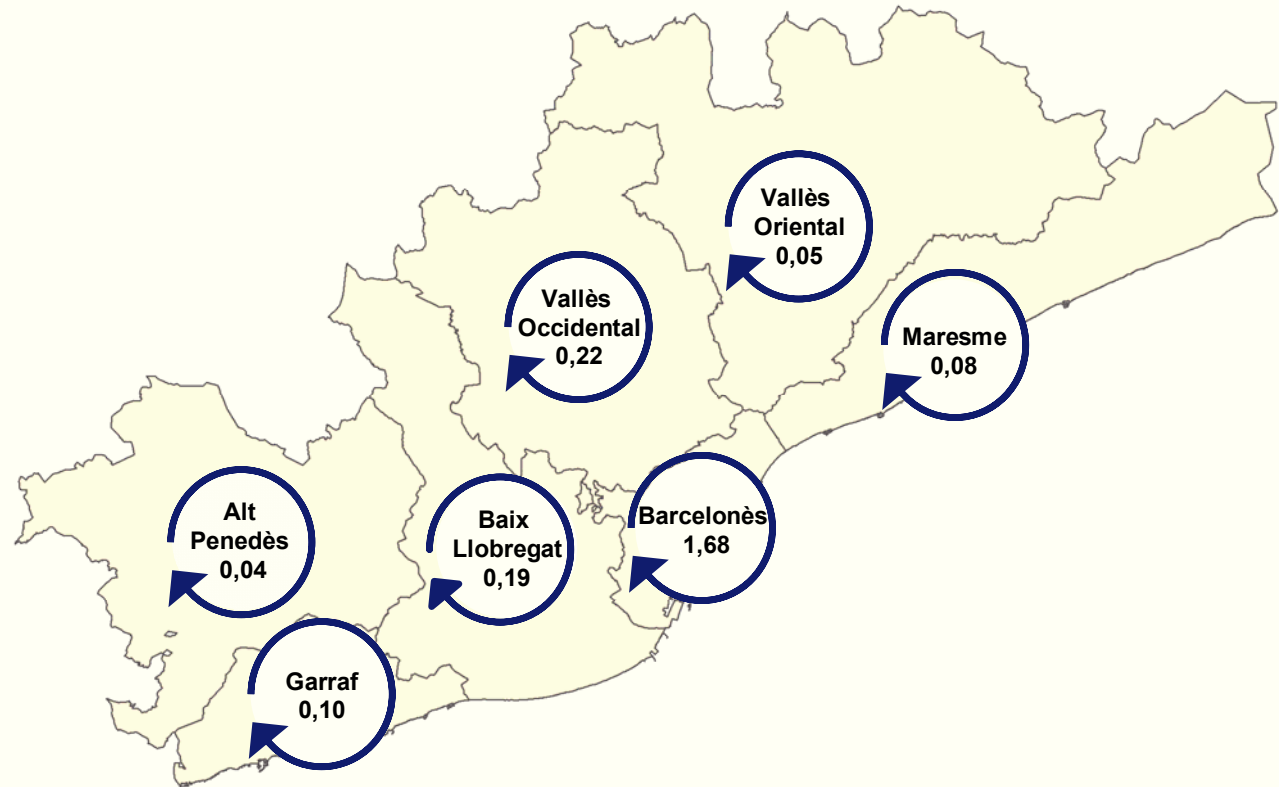 Vallès
Oriental
0,05
Vallès
Occidental
0,22
Maresme
0,08
Alt
Penedès
0,04
Baix
Llobregat
0,19
Barcelonès
1,68
Garraf
0,10